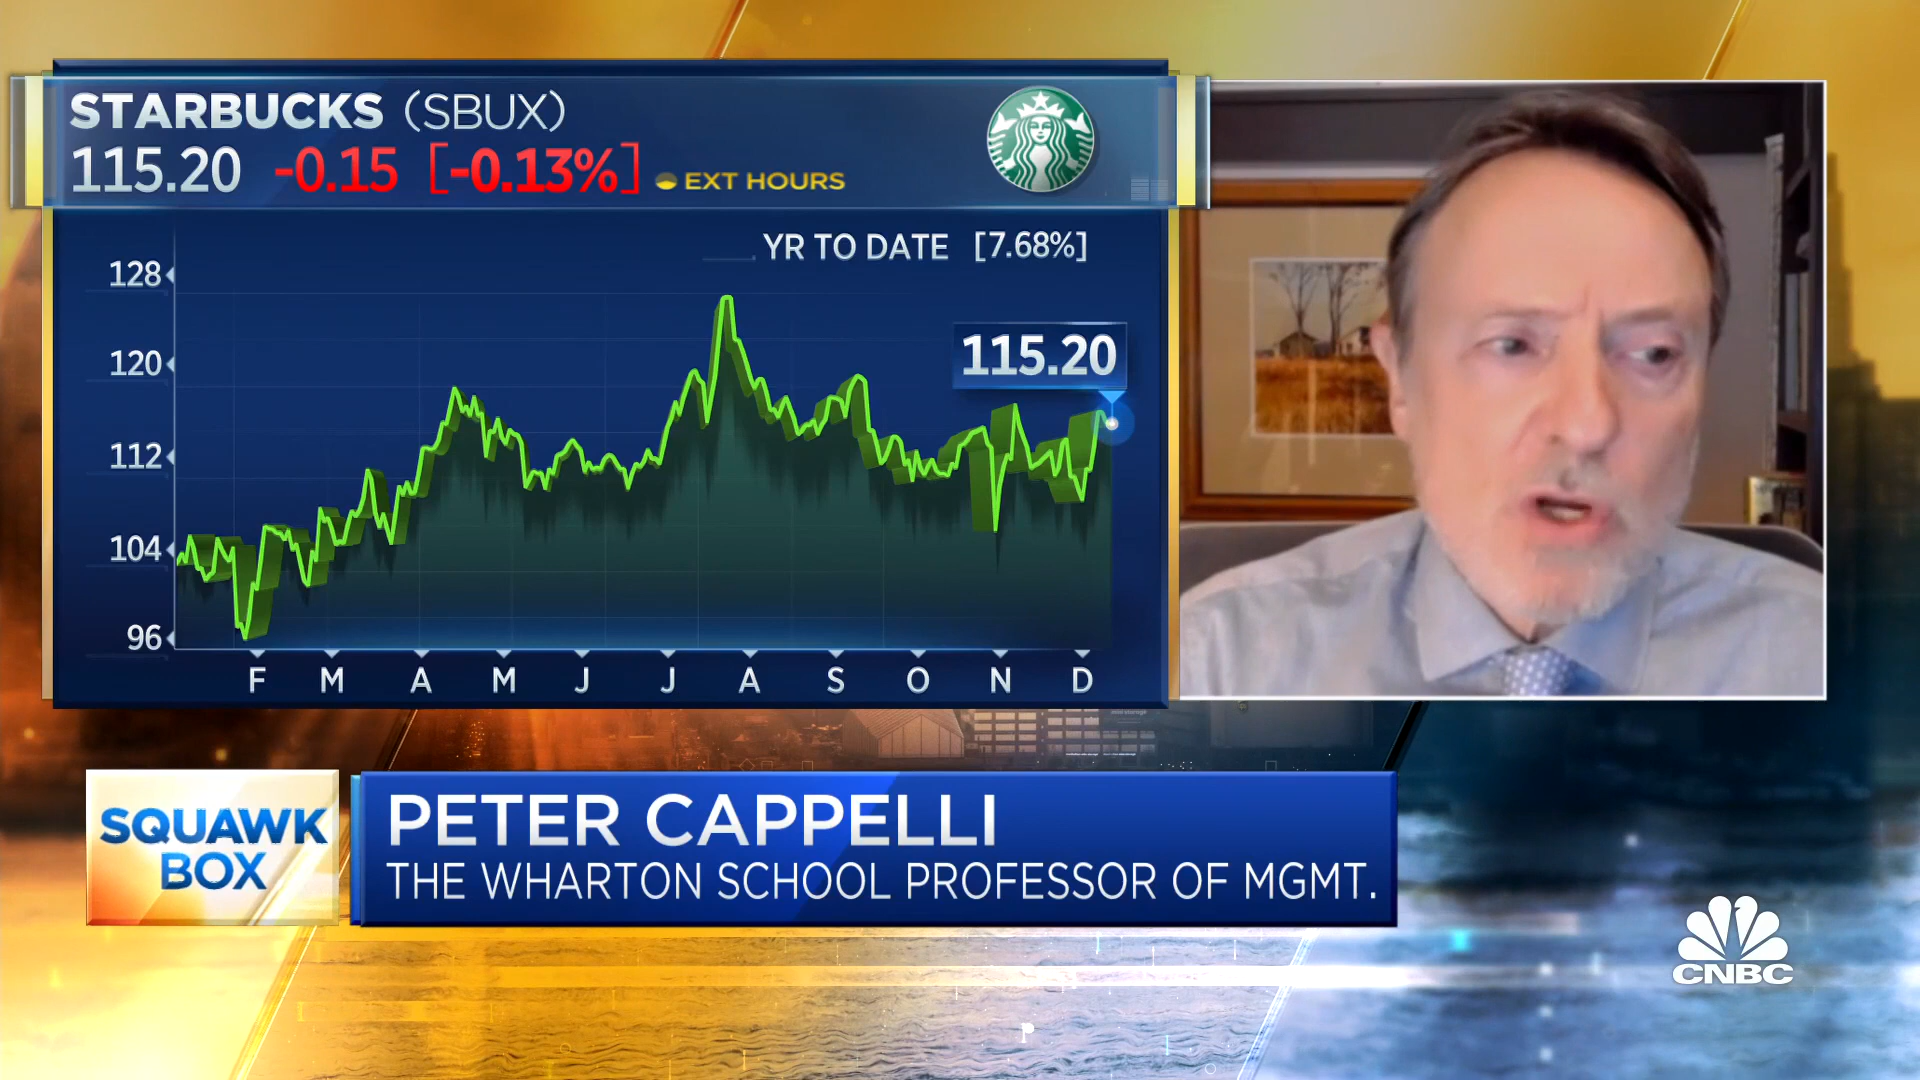 STARBUCKS (SBUX)
115.20 -0.15 [-0.13%] EXT HOURS
YR TO DATE [7.68%]
128
120
112
104
96
115.20
F M A M J J A S O N D
SQUAWK
BOX
PETER CAPPELLI
THE WHARTON SCHOOL PROFESSOR OF MGMT.
CNBC